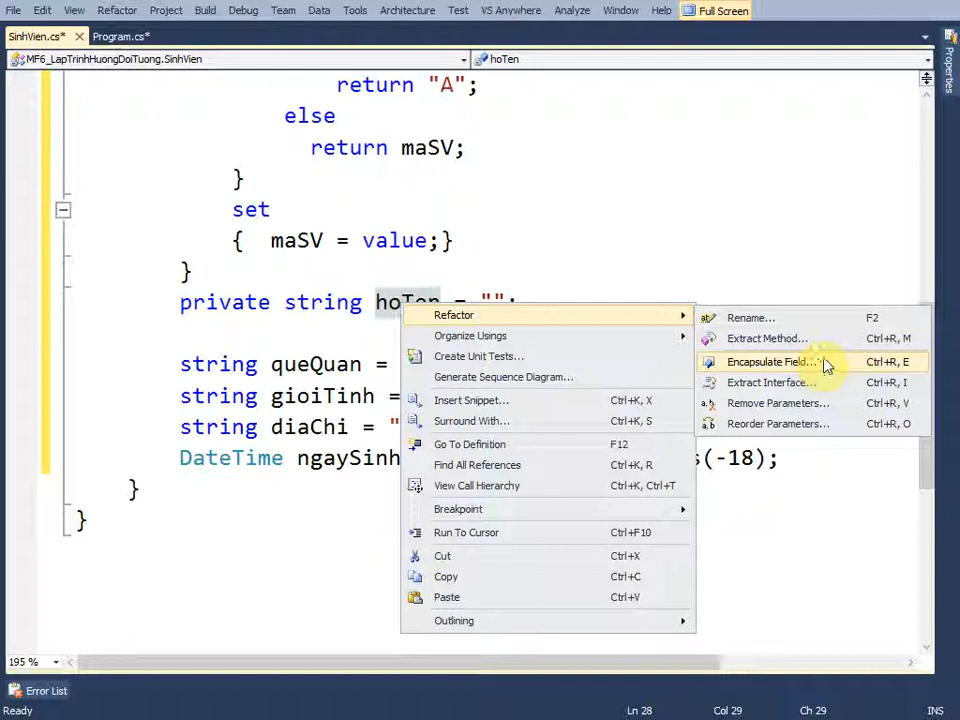 File Edit View Refactor Project Build Debug Team Data Tools Architecture Test VS Anywhere Analyze Window Help Full Screen
SinhVien.cs* Program.cs*
MF6_LapTrinhHuongDoiTuong.SinhVien hoTen
Properties
return "A";
else
return maSV;
}
set
{ maSV = value;}
}
private string hoTen = "";
string queQuan =
string gioiTinh =
string diaChi = "
DateTime ngaySinh s(-18);
}
}
Refactor
Organize Usings
Create Unit Tests...
Generate Sequence Diagram...
Insert Snippet... Ctrl+K, X
Surround With... Ctrl+K, S
Go To Definition F12
Find All References Ctrl+K, R
View Call Hierarchy Ctrl+K, Ctrl+T
Breakpoint
Run To Cursor Ctrl+F10
Cut Ctrl+X
Copy Ctrl+C
Paste Ctrl+V
Outlining
Rename... F2
Extract Method... Ctrl+R, M
Encapsulate Field... Ctrl+R, E
Extract Interface... Ctrl+R, I
Remove Parameters... Ctrl+R, V
Reorder Parameters... Ctrl+R, O
195 %
Error List
Ready Ln 28 Col 29 Ch 29 INS